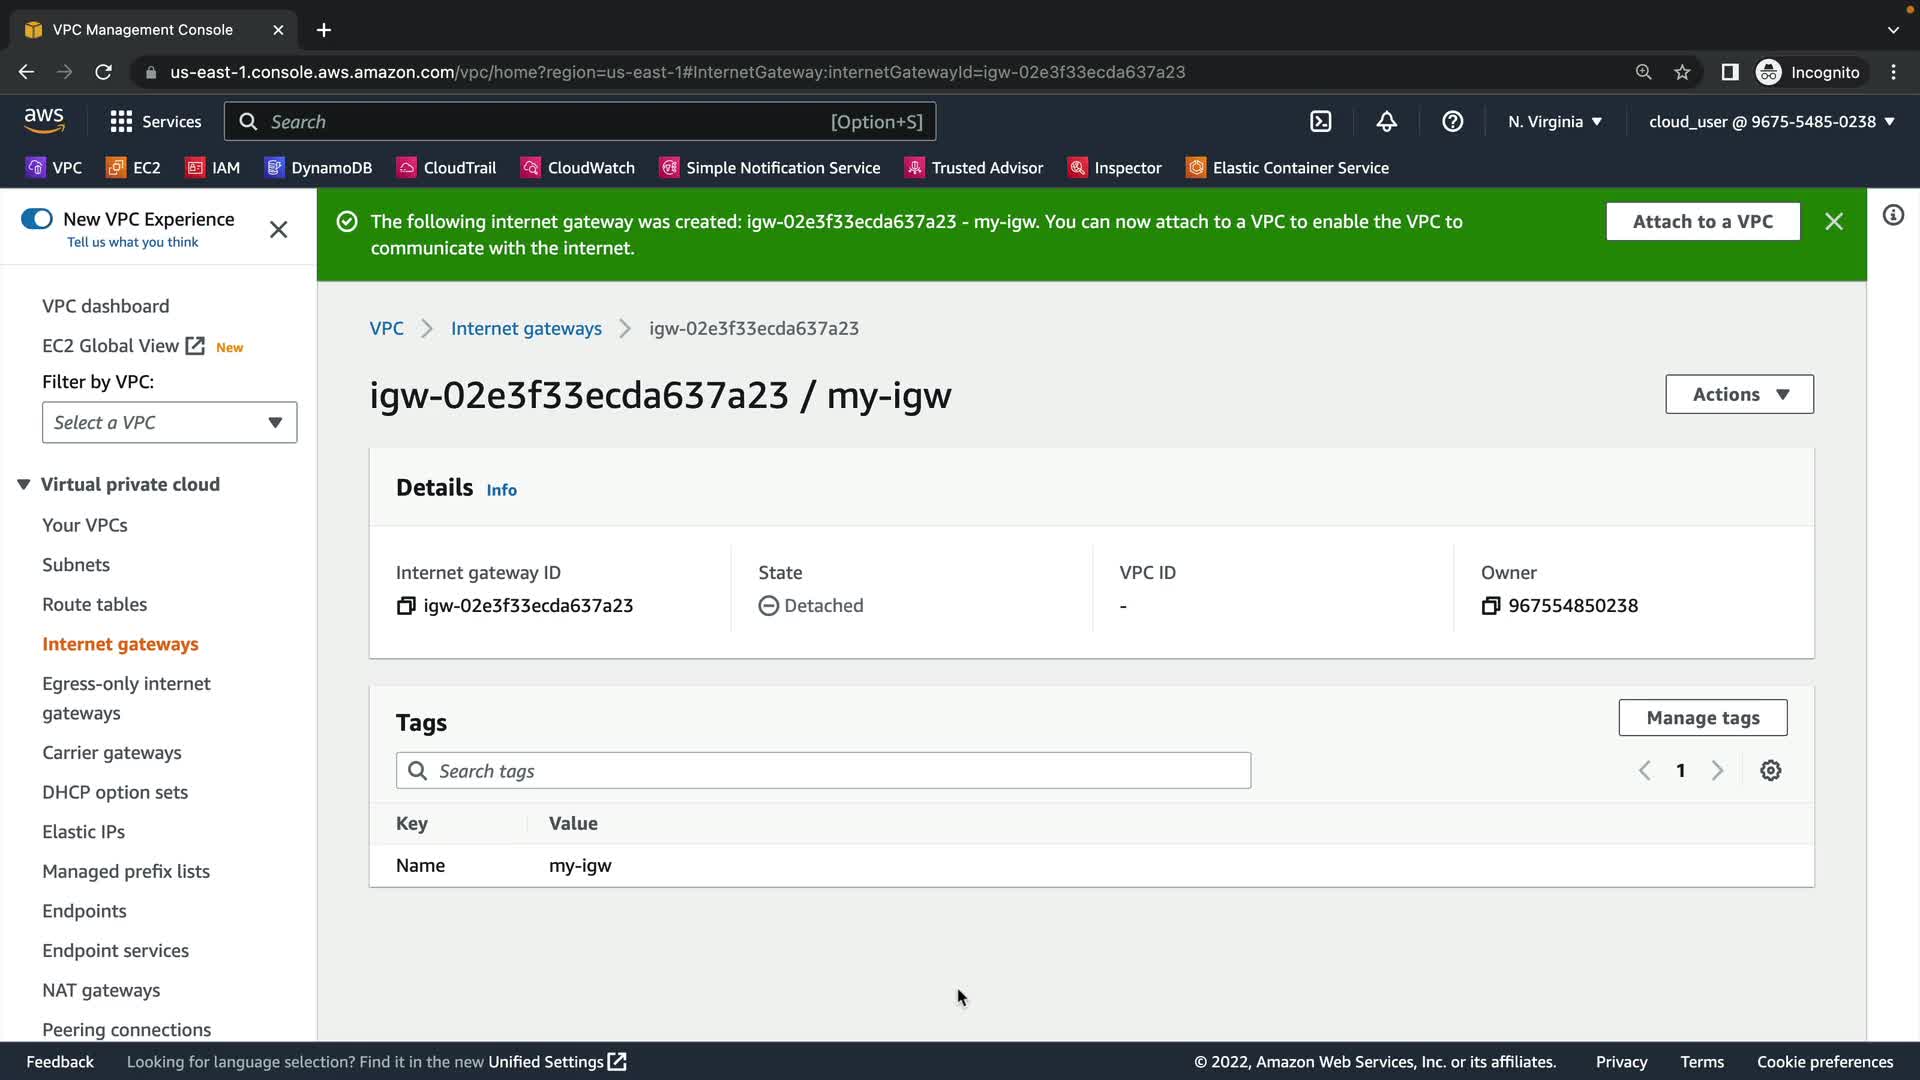 VPC Management Console
us-east-1.console.aws.amazon.com/vpc/home?region=us-east-1#InternetGateway:internetGatewayId=igw-02e3f33ecda637a23
Incognito
aws
Services
Search
[Option+S]
N. Virginia
cloud_user @ 9675-5485-0238
VPC
EC2
IAM
DynamoDB
CloudTrail
CloudWatch
Simple Notification Service
Trusted Advisor
Inspector
Elastic Container Service
New VPC Experience
Tell us what you think
VPC dashboard
EC2 Global View
New
Filter by VPC:
Select a VPC
Virtual private cloud
Your VPCs
Subnets
Route tables
Internet gateways
Egress-only internet
gateways
Carrier gateways
DHCP option sets
Elastic IPs
Managed prefix lists
Endpoints
Endpoint services
NAT gateways
Peering connections
The following internet gateway was created: igw-02e3f33ecda637a23 - my-igw. You can now attach to a VPC to enable the VPC to
communicate with the internet.
Attach to a VPC
VPC
Internet gateways
igw-02e3f33ecda637a23
igw-02e3f33ecda637a23 / my-igw
Actions
Details
Info
Internet gateway ID
igw-02e3f33ecda637a23
State
Detached
VPC ID
-
Owner
967554850238
Tags
Manage tags
Search tags
1
Key
Value
Name
my-igw
Feedback
Looking for language selection? Find it in the new Unified Settings
© 2022, Amazon Web Services, Inc. or its affiliates.
Privacy
Terms
Cookie preferences